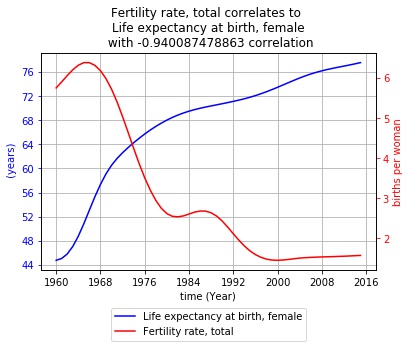 Fertility rate, total correlates to
Life expectancy at birth, female
with -0.940087478863 correlation
76
72
68
64
60
56
52
48
44
(years)
6
5
4
3
2
births per woman
1960 1968 1976 1984 1992 2000 2008 2016
time (Year)
Life expectancy at birth, female
Fertility rate, total